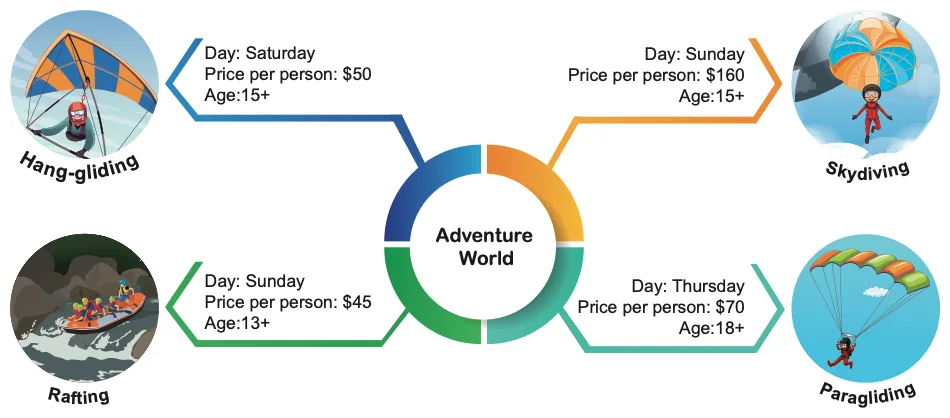 Day: Saturday
Price per person: $50
Age:15+
Hang-gliding
Day: Sunday
Price per person: $160
Age:15+
Skydiving
Adventure
World
Day: Sunday
Price per person: $45
Age:13+
Rafting
Day: Thursday
Price per person: $70
Age:18+
Paragliding